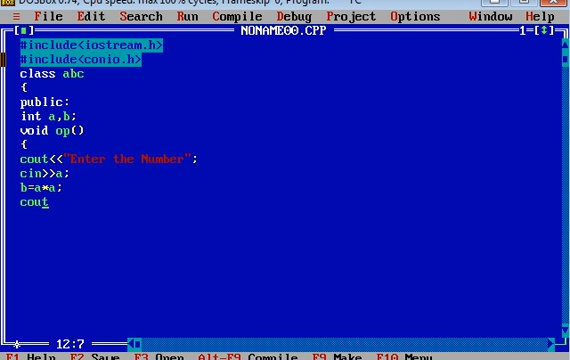 DOSBox 0.74, Cpu speed: max 100% cycles, Frameskip 0, Program: TC
≡ File Edit Search Run Compile Debug Project Options Window Help
[■] NONAME00.CPP 1=[↕]
#include<iostream.h>
#include<conio.h>
class abc
{
public:
int a,b;
void op()
{
cout<<"Enter the Number";
cin>>a;
b=a*a;
cout
12:7
F1 Help F2 Save F3 Open Alt-F9 Compile F9 Make F10 Menu